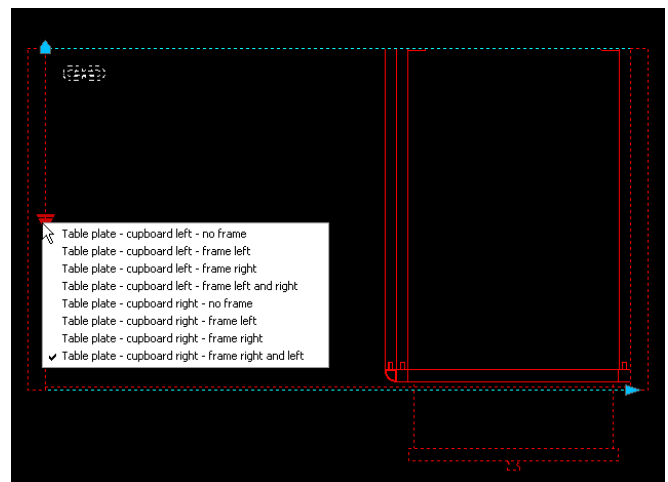 Table plate - cupboard left - no frame
Table plate - cupboard left - frame left
Table plate - cupboard left - frame right
Table plate - cupboard left - frame left and right
Table plate - cupboard right - no frame
Table plate - cupboard right - frame left
Table plate - cupboard right - frame right
Table plate - cupboard right - frame right and left